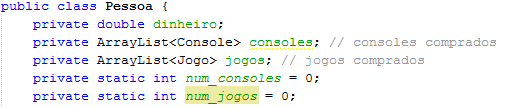 public class Pessoa {
    private double dinheiro;
    private ArrayList<Console> consoles; // consoles comprados
    private ArrayList<Jogo> jogos; // jogos comprados
    private static int num_consoles = 0;
    private static int num_jogos = 0;